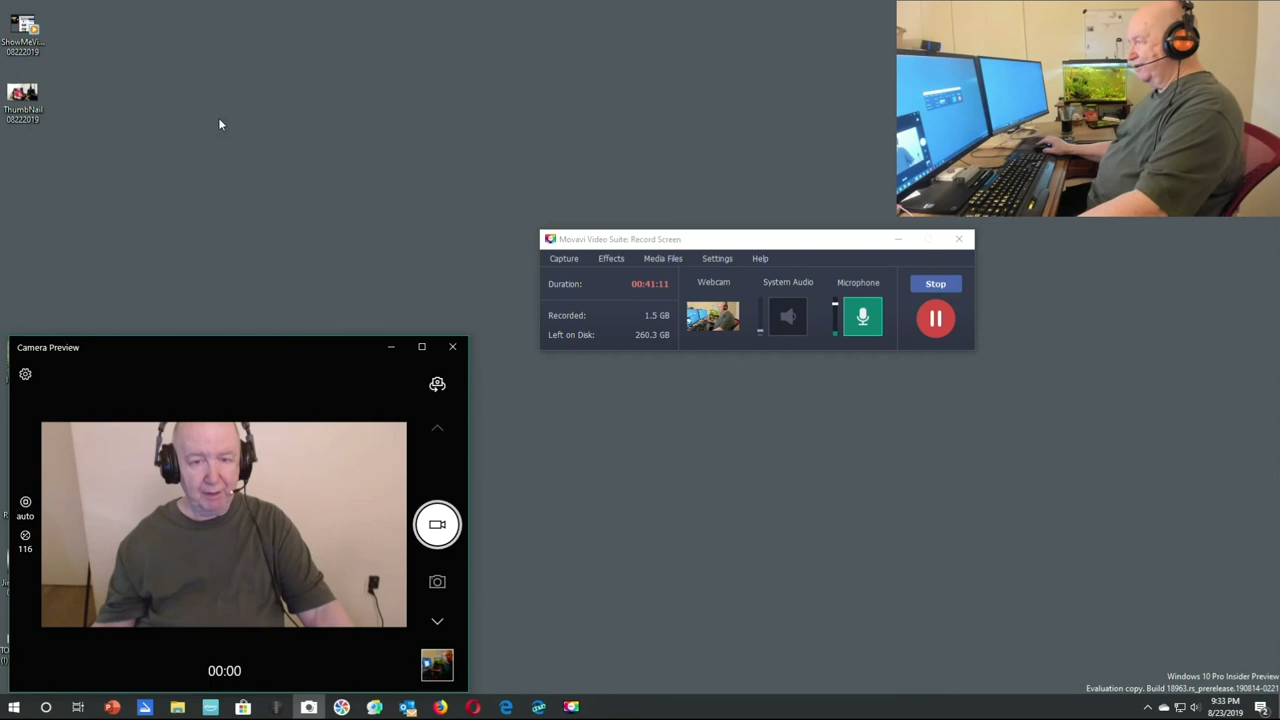 ShowMeVi...
08222019
ThumbNail
08222019
Movavi Video Suite: Record Screen
Capture
Effects
Media Files
Settings
Help
Duration:
00:41:11
Webcam
System Audio
Microphone
Stop
Recorded:
1.5 GB
Left on Disk:
260.3 GB
Camera Preview
auto
116
00:00
Windows 10 Pro Insider Preview
Evaluation copy. Build 18963.rs_prerelease.190814-0221
9:33 PM
8/23/2019
2